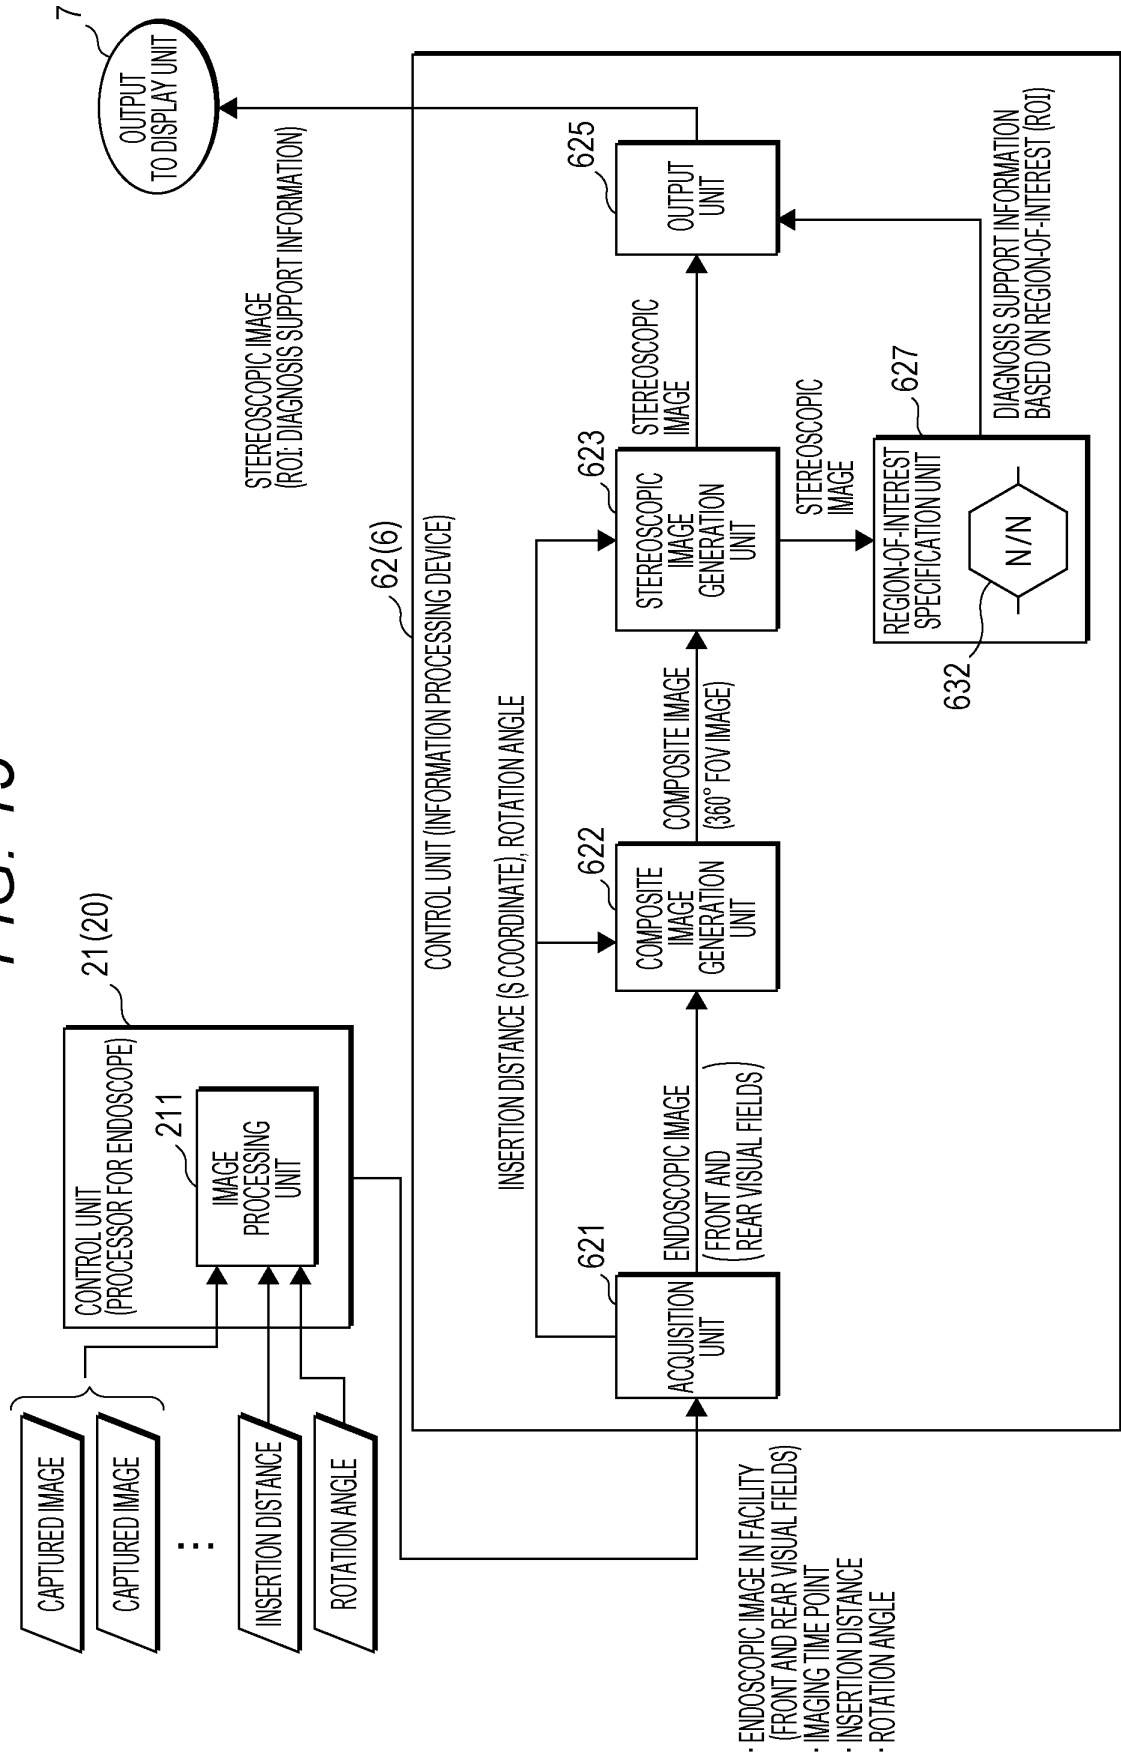 FIG.
CAPTURED IMAGE
CAPTURED IMAGE
...
INSERTION DISTANCE
ROTATION ANGLE
21(20)
CONTROL UNIT
(PROCESSOR FOR ENDOSCOPE)
211
IMAGE
PROCESSING
UNIT
7
OUTPUT
TO DISPLAY UNIT
STEREOSCOPIC IMAGE
(ROI: DIAGNOSIS SUPPORT INFORMATION)
62(6)
CONTROL UNIT (INFORMATION PROCESSING DEVICE)
INSERTION DISTANCE (S COORDINATE), ROTATION ANGLE
621
ACQUISITION
UNIT
ENDOSCOPIC IMAGE
(FRONT AND
REAR VISUAL FIELDS)
622
COMPOSITE
IMAGE
GENERATION
UNIT
COMPOSITE IMAGE
(360° FOV IMAGE)
623
STEREOSCOPIC
IMAGE
GENERATION
UNIT
STEREOSCOPIC
IMAGE
625
OUTPUT
UNIT
STEREOSCOPIC
IMAGE
627
REGION-OF-INTEREST
SPECIFICATION UNIT
N/N
632
DIAGNOSIS SUPPORT INFORMATION
BASED ON REGION-OF-INTEREST (ROI)
· ENDOSCOPIC IMAGE IN FACILITY
(FRONT AND REAR VISUAL FIELDS)
· IMAGING TIME POINT
· INSERTION DISTANCE
· ROTATION ANGLE